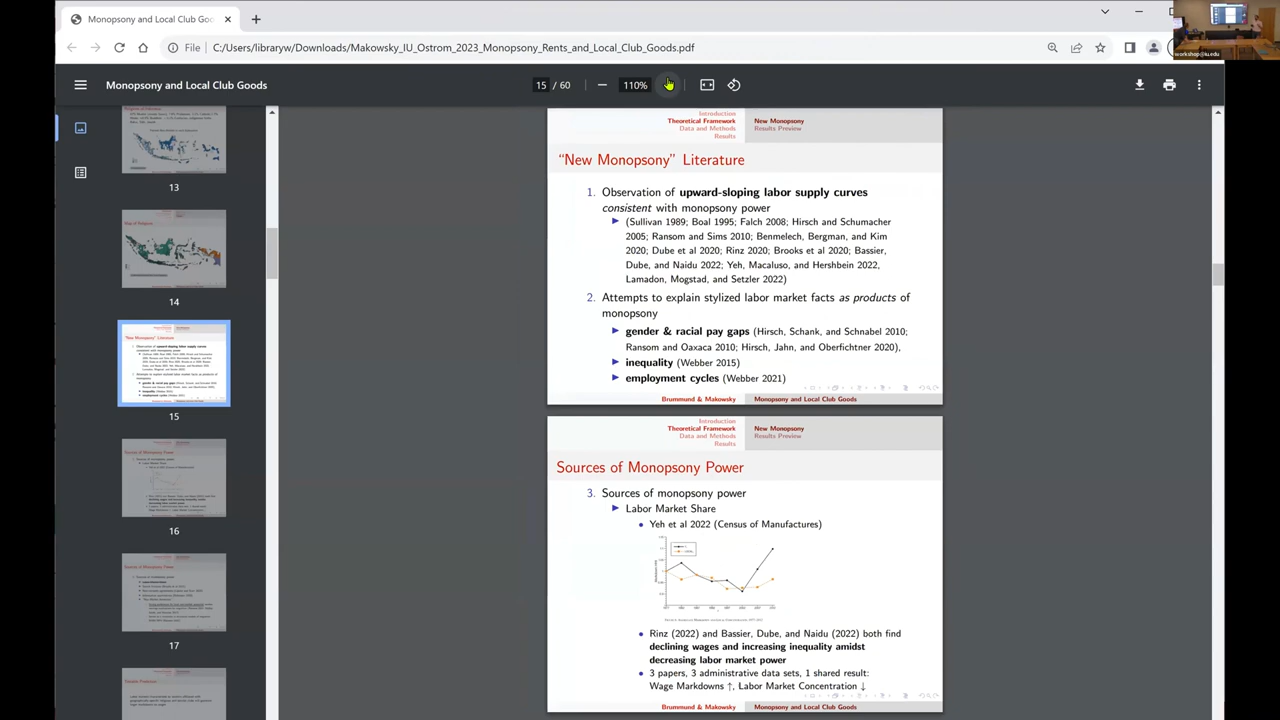 Monopsony and Local Club Goo
File
C:/Users/libraryw/Downloads/Makowsky_IU_Ostrom_2023_Monopsony_Rents_and_Local_Club_Goods.pdf
workshop@iu.edu
Monopsony and Local Club Goods
15 / 60
110%
13
14
15
16
17
Introduction
Theoretical Framework
Data and Methods
Results
New Monopsony
Results Preview
"New Monopsony" Literature
1. Observation of upward-sloping labor supply curves
consistent with monopsony power
(Sullivan 1989; Boal 1995; Falch 2008; Hirsch and Schumacher
2005; Ransom and Sims 2010; Benmelech, Bergman, and Kim
2020; Dube et al 2020; Rinz 2020; Brooks et al 2020; Bassier,
Dube, and Naidu 2022; Yeh, Macaluso, and Hershbein 2022,
Lamadon, Mogstad, and Setzler 2022)
2. Attempts to explain stylized labor market facts as products of
monopsony
gender & racial pay gaps (Hirsch, Schank, and Schnabel 2010;
Ransom and Oaxaca 2010; Hirsch, Jahn, and Oberfichtner 2020),
inequality (Webber 2015)
employment cycles (Webber 2021)
Brummund & Makowsky
Monopsony and Local Club Goods
Introduction
Theoretical Framework
Data and Methods
Results
New Monopsony
Results Preview
Sources of Monopsony Power
3. Sources of monopsony power
Labor Market Share
• Yeh et al 2022 (Census of Manufactures)
• Rinz (2022) and Bassier, Dube, and Naidu (2022) both find
declining wages and increasing inequality amidst
decreasing labor market power
• 3 papers, 3 administrative data sets, 1 shared result:
Wage Markdowns ↑, Labor Market Concentration ↓
Brummund & Makowsky
Monopsony and Local Club Goods